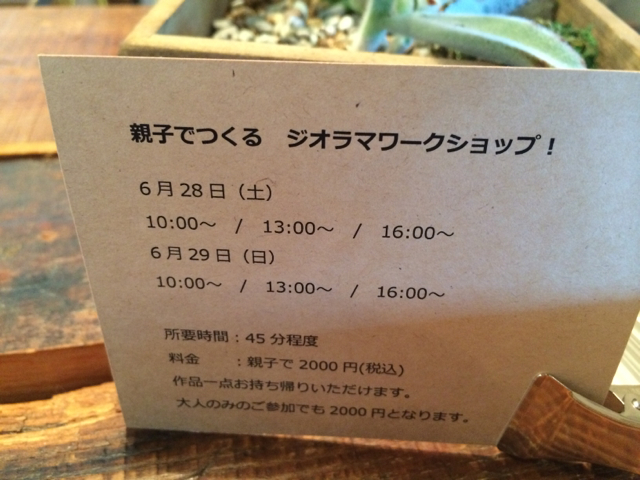 親子でつくる　ジオラマワークショップ！
6月28日（土）
10:00～ / 13:00～ / 16:00～
6月29日（日）
10:00～ / 13:00～ / 16:00～
所要時間：45分程度
料金　　：親子で2000円(税込)
作品一点お持ち帰りいただけます。
大人のみのご参加でも2000円となります。